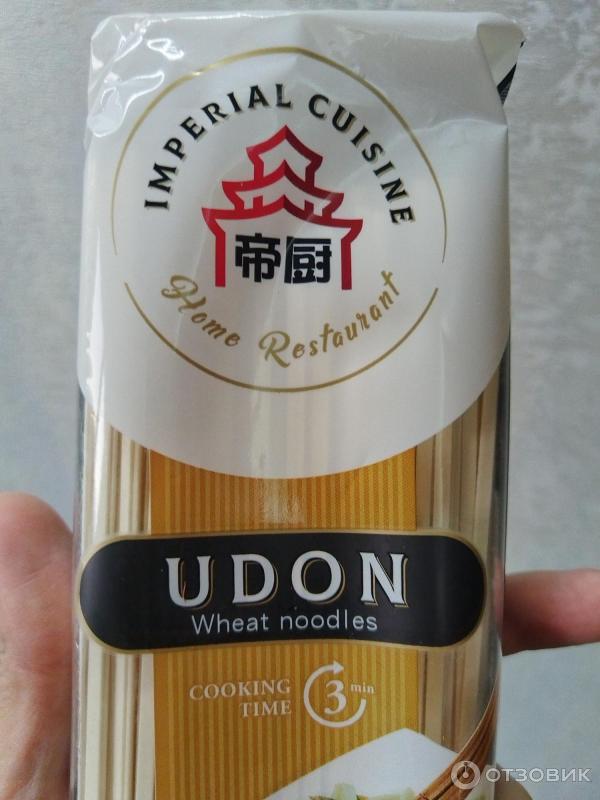 IMPERIAL CUISINE
帝厨
Home Restaurant
UDON
Wheat noodles
COOKING
TIME
3 min
ОТЗОВИК